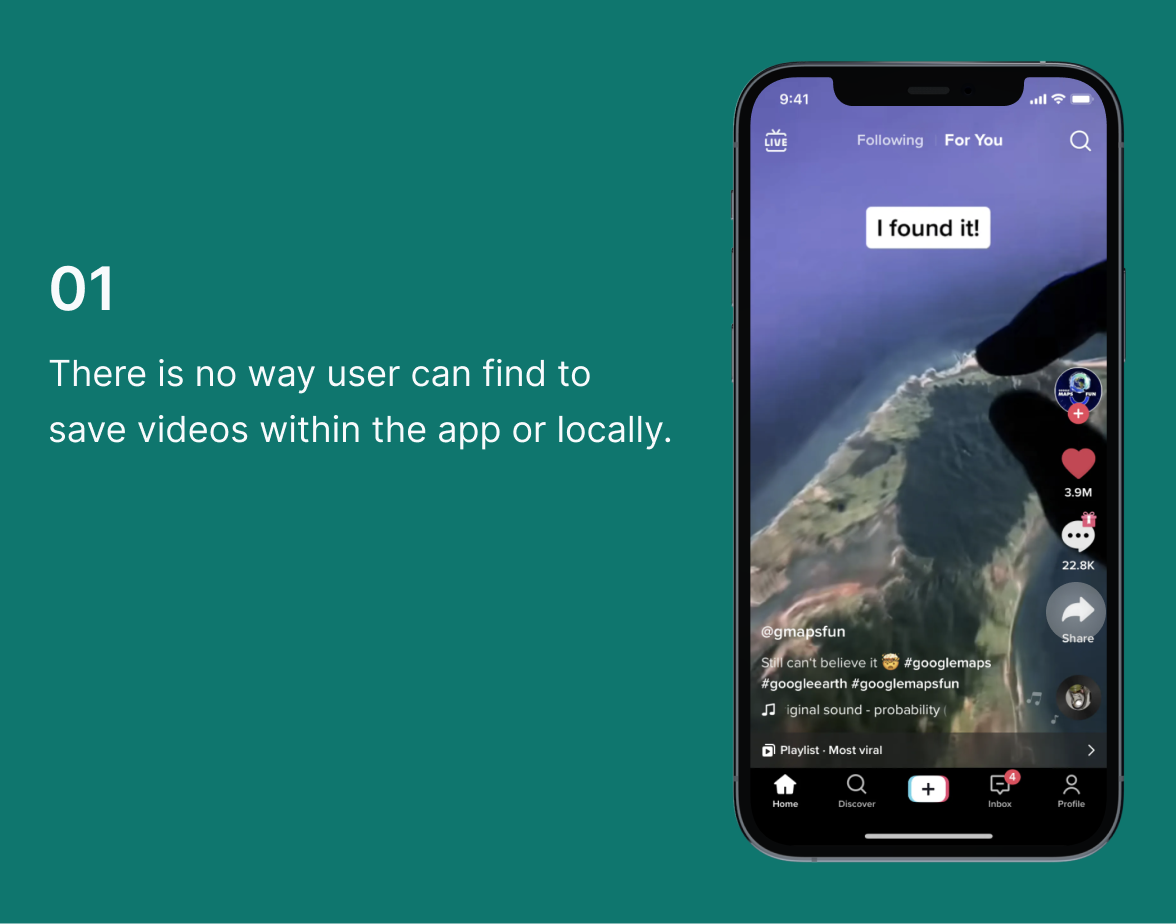 01
There is no way user can find to
save videos within the app or locally.
9:41
LIVE
Following
For You
I found it!
MAPS FUN
3.9M
22.8K
Share
@gmapsfun
Still can't believe it 🤯 #googlemaps
#googleearth #googlemapsfun
iginal sound - probability
Playlist · Most viral
Home
Discover
4
Inbox
Profile